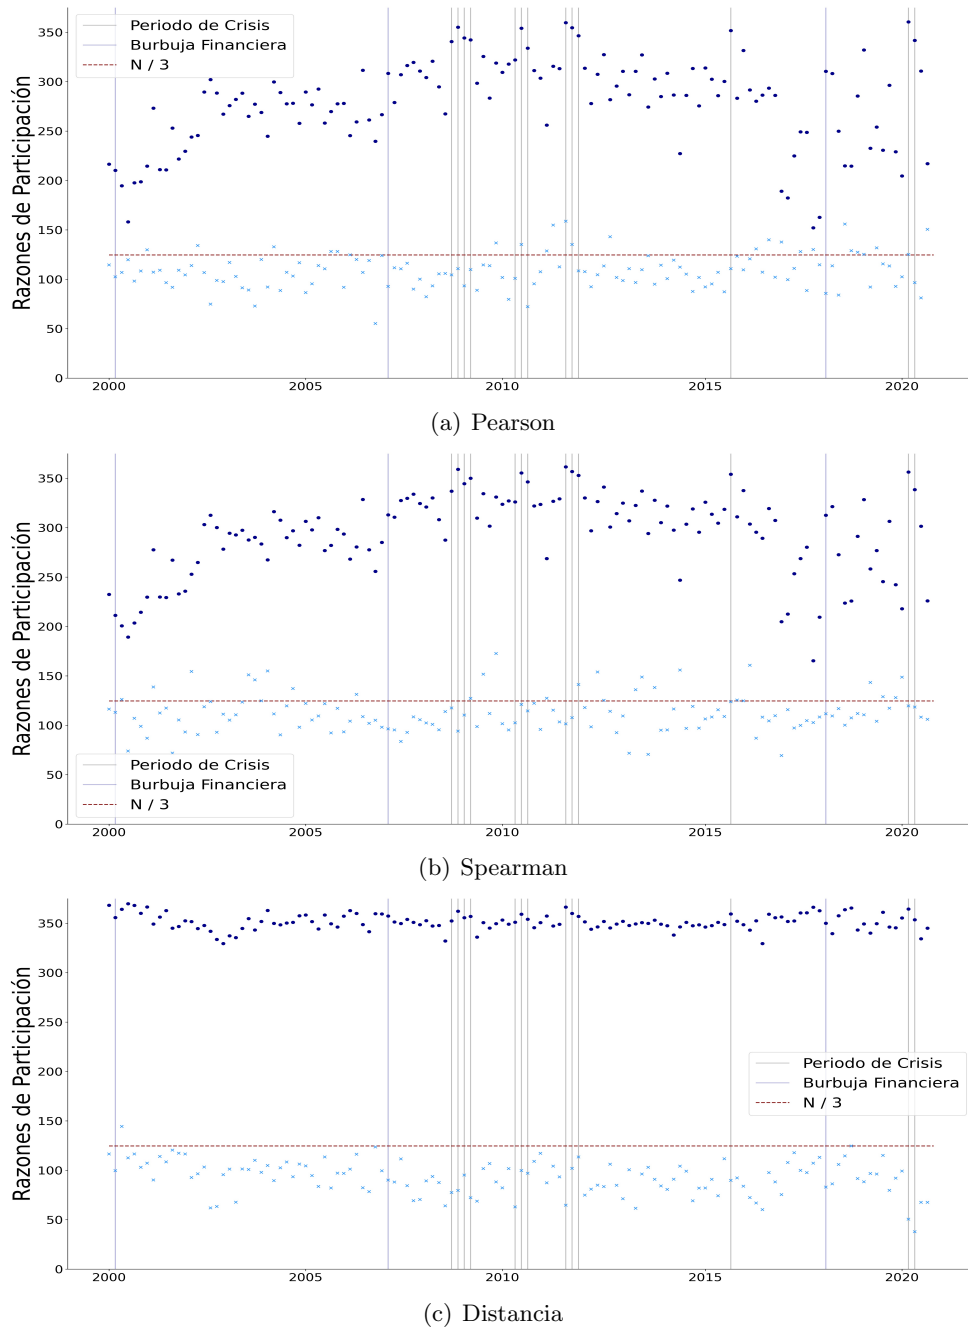 Periodo de Crisis
Burbuja Financiera
N / 3
Razones de Participación
350
300
250
200
150
100
50
0
2000 2005 2010 2015 2020
(a) Pearson
Razones de Participación
350
300
250
200
150
100
50
0
Periodo de Crisis
Burbuja Financiera
N / 3
2000 2005 2010 2015 2020
(b) Spearman
Razones de Participación
350
300
250
200
150
100
50
0
Periodo de Crisis
Burbuja Financiera
N / 3
2000 2005 2010 2015 2020
(c) Distancia